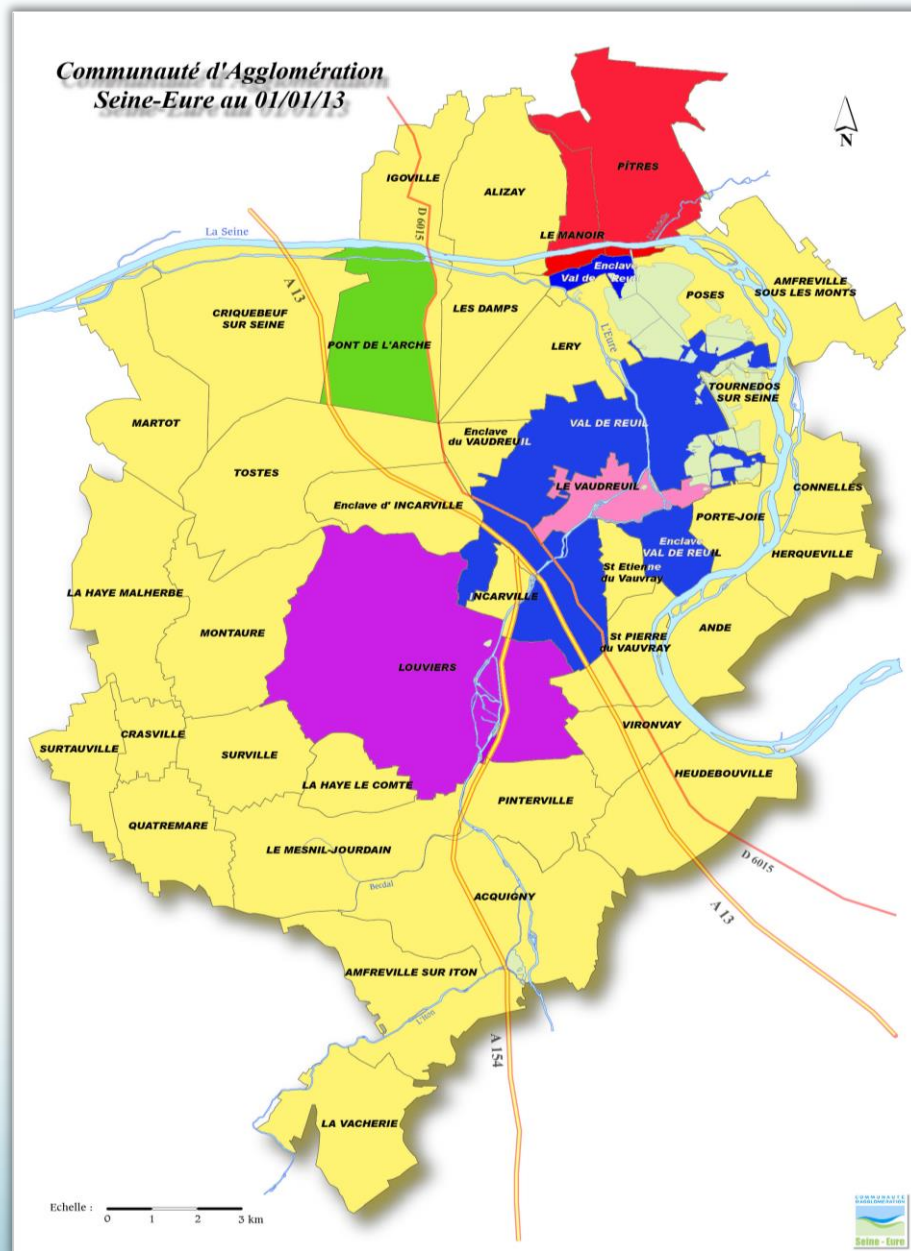 Communauté d'Agglomération
Seine-Eure au 01/01/13
N
PÎTRES
IGOVILLE
ALIZAY
D 6015
LE MANOIR
La Seine
L'Andelle
A 13
Enclave
Val de Reuil
POSES
AMFREVILLE
SOUS LES MONTS
CRIQUEBEUF
SUR SEINE
LES DAMPS
L'Eure
PONT DE L'ARCHE
LERY
TOURNEDOS
SUR SEINE
MARTOT
VAL DE REUIL
Enclave
du VAUDREUIL
TOSTES
LE VAUDREUIL
CONNELLES
Enclave d' INCARVILLE
PORTE-JOIE
Enclave
VAL DE REUIL
HERQUEVILLE
St Etienne
du Vauvray
LA HAYE MALHERBE
INCARVILLE
MONTAURE
ANDE
St PIERRE
du VAUVRAY
LOUVIERS
VIRONVAY
CRASVILLE
SURTAUVILLE
SURVILLE
HEUDEBOUVILLE
LA HAYE LE COMTE
PINTERVILLE
QUATREMARE
LE MESNIL-JOURDAIN
D 6015
Becdal
ACQUIGNY
A 13
AMFREVILLE SUR ITON
L'Iton
A 154
LA VACHERIE
Echelle :
0 1 2 3 km
COMMUNAUTÉ
D'AGGLOMÉRATION
Seine - Eure